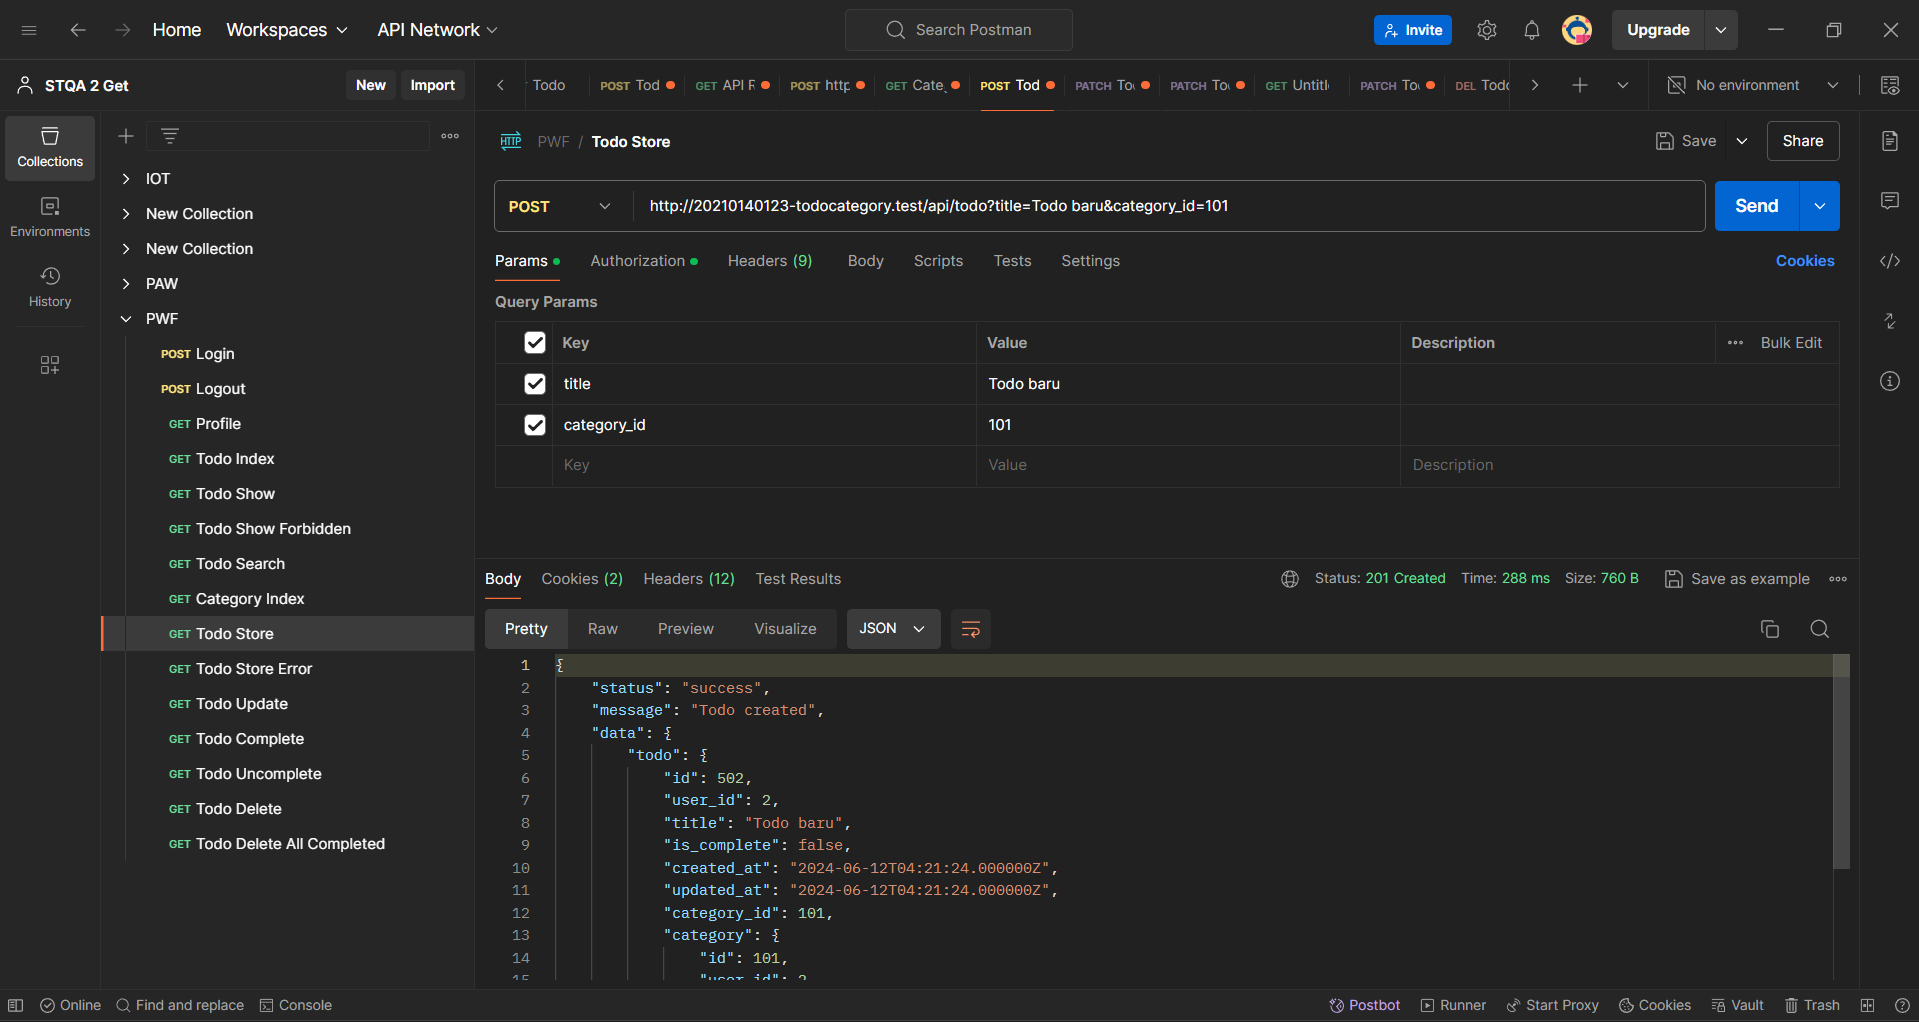 Home Workspaces API Network Search Postman Invite Upgrade
STQA 2 Get New Import Todo POST Tod GET API R POST http GET Cate POST Tod PATCH To PATCH To GET Untitl PATCH To DEL Todo No environment
Collections
Environments
History
IOT
New Collection
New Collection
PAW
PWF
POST Login
POST Logout
GET Profile
GET Todo Index
GET Todo Show
GET Todo Show Forbidden
GET Todo Search
GET Category Index
GET Todo Store
GET Todo Store Error
GET Todo Update
GET Todo Complete
GET Todo Uncomplete
GET Todo Delete
GET Todo Delete All Completed
HTTP PWF / Todo Store Save Share
POST http://20210140123-todocategory.test/api/todo?title=Todo baru&category_id=101 Send
Params Authorization Headers (9) Body Scripts Tests Settings Cookies
Query Params
Key Value Description Bulk Edit
title Todo baru
category_id 101
Key Value Description
Body Cookies (2) Headers (12) Test Results Status: 201 Created Time: 288 ms Size: 760 B Save as example
Pretty Raw Preview Visualize JSON
1 {
2 "status": "success",
3 "message": "Todo created",
4 "data": {
5 "todo": {
6 "id": 502,
7 "user_id": 2,
8 "title": "Todo baru",
9 "is_complete": false,
10 "created_at": "2024-06-12T04:21:24.000000Z",
11 "updated_at": "2024-06-12T04:21:24.000000Z",
12 "category_id": 101,
13 "category": {
14 "id": 101,
15 "user_id": 2
Online Find and replace Console Postbot Runner Start Proxy Cookies Vault Trash